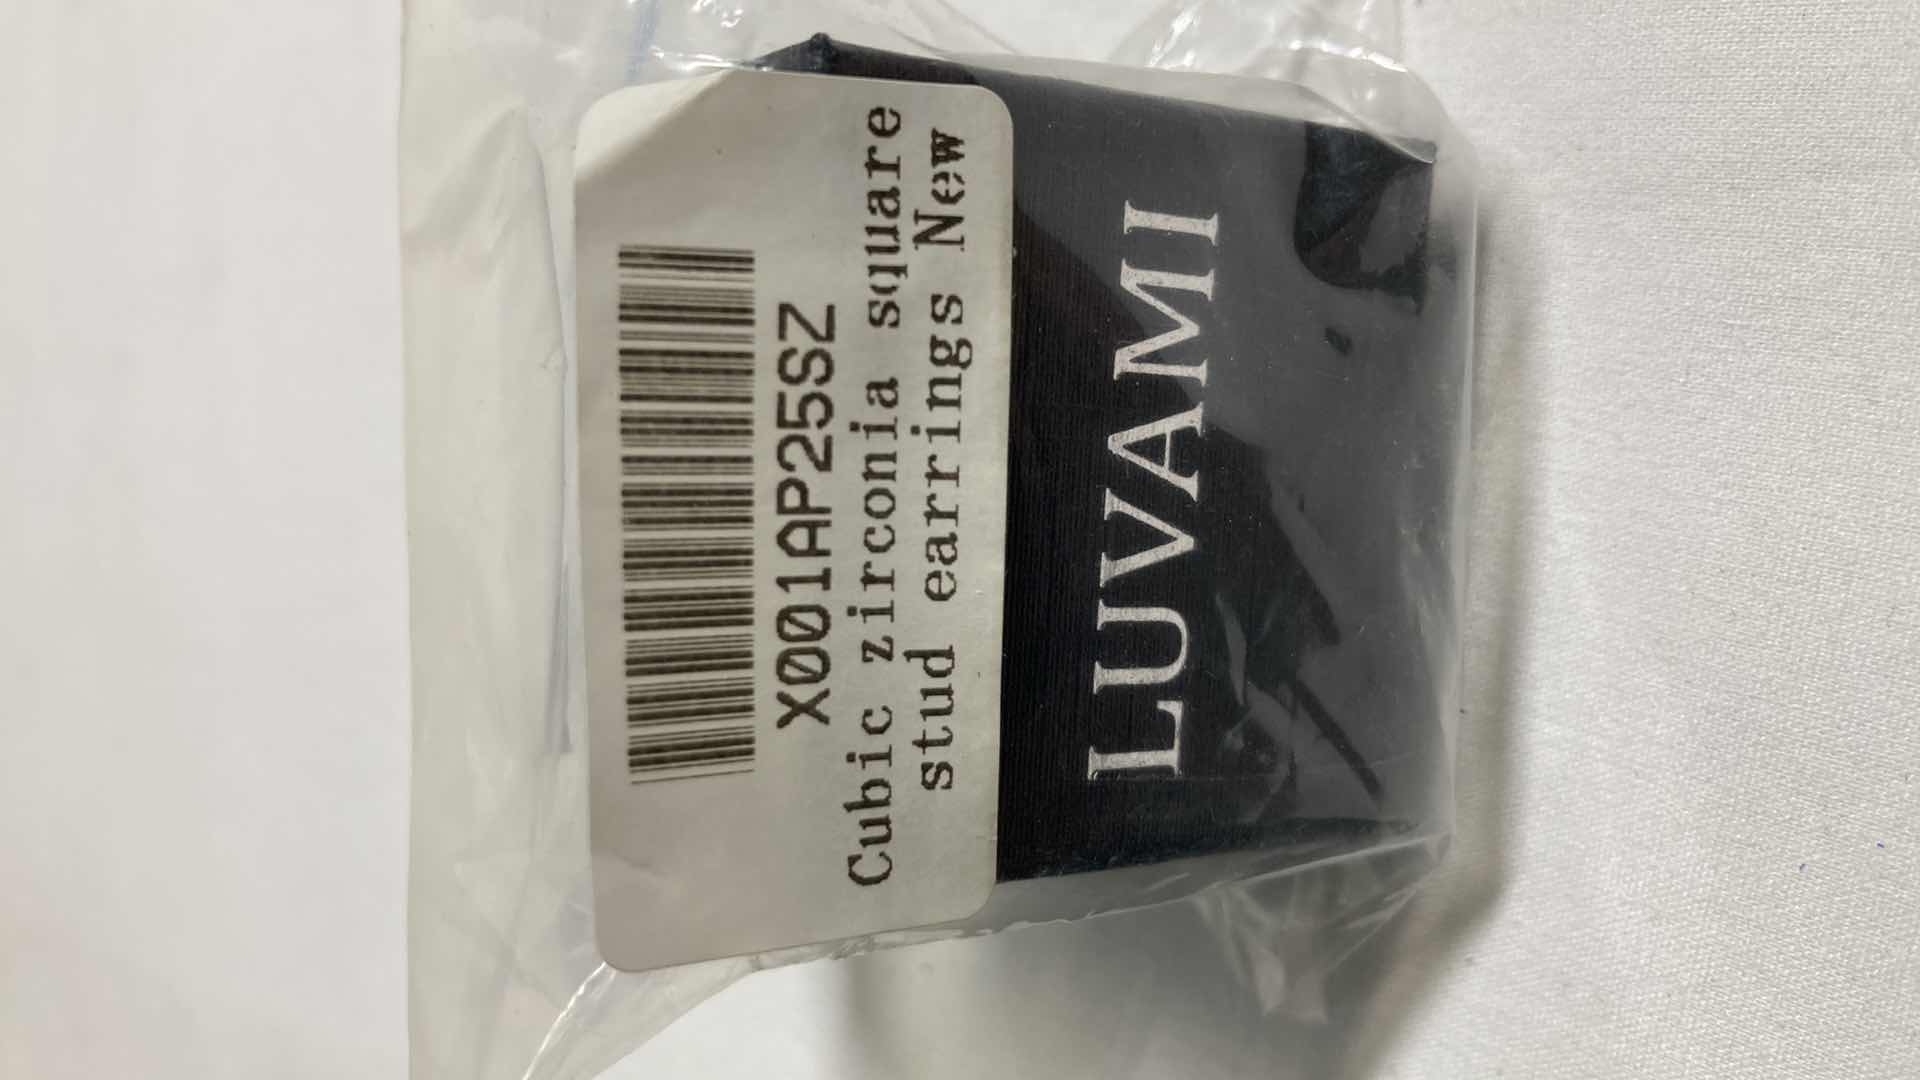 X001AP25SZ
Cubic zirconia square
stud earrings New
LUVAMI